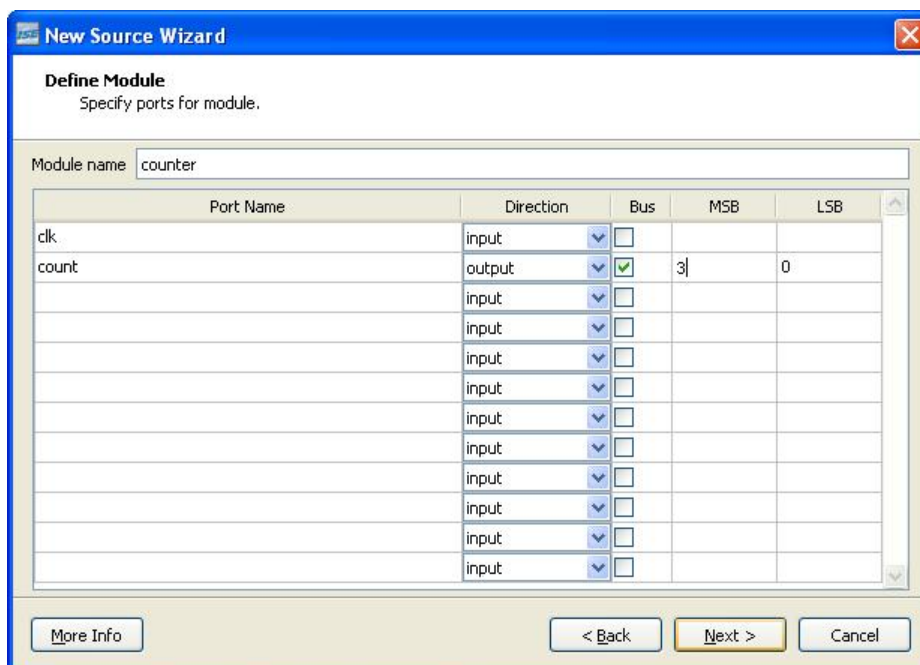 ISE New Source Wizard
Define Module
Specify ports for module.
Module name counter
Port Name Direction Bus MSB LSB
clk input
count output 3 0
input
input
input
input
input
input
input
input
input
input
More Info < Back Next > Cancel